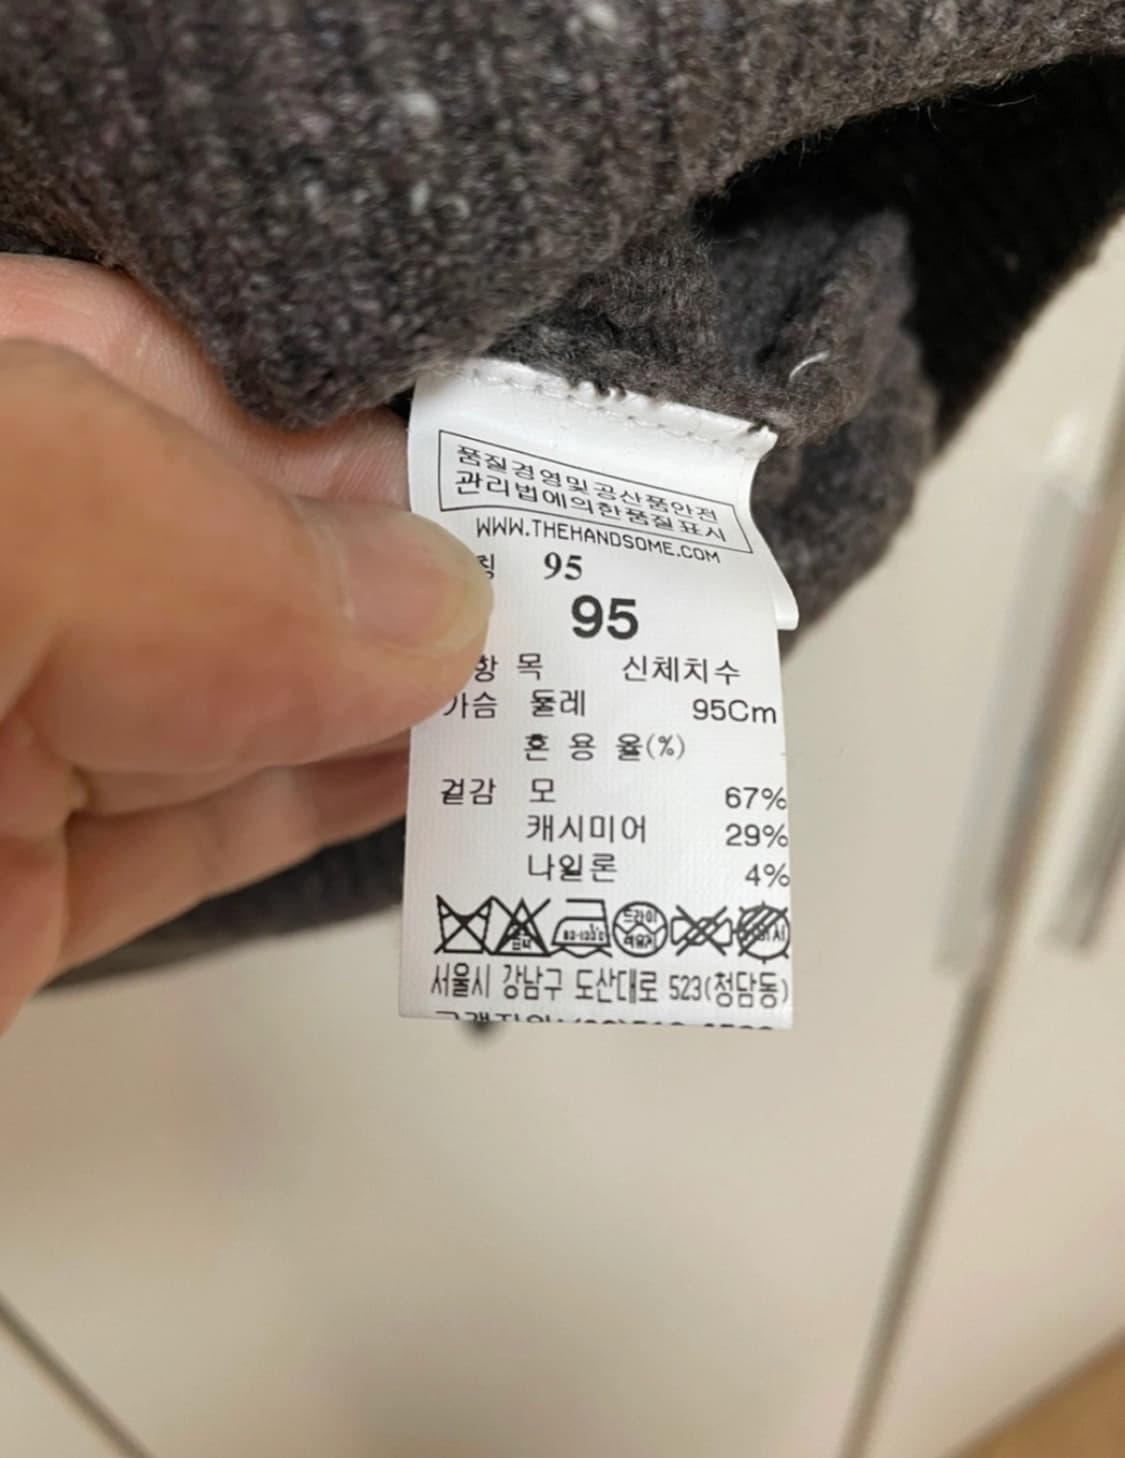 품질경영및공산품안전
관리법에의한품질표시
WWW.THEHANDSOME.COM
95
95
항 목 신체치수
가슴 둘레 95Cm
혼 용 율(%)
겉감 모 67%
캐시미어 29%
나일론 4%
드라이
서울시 강남구 도산대로 523(청담동)